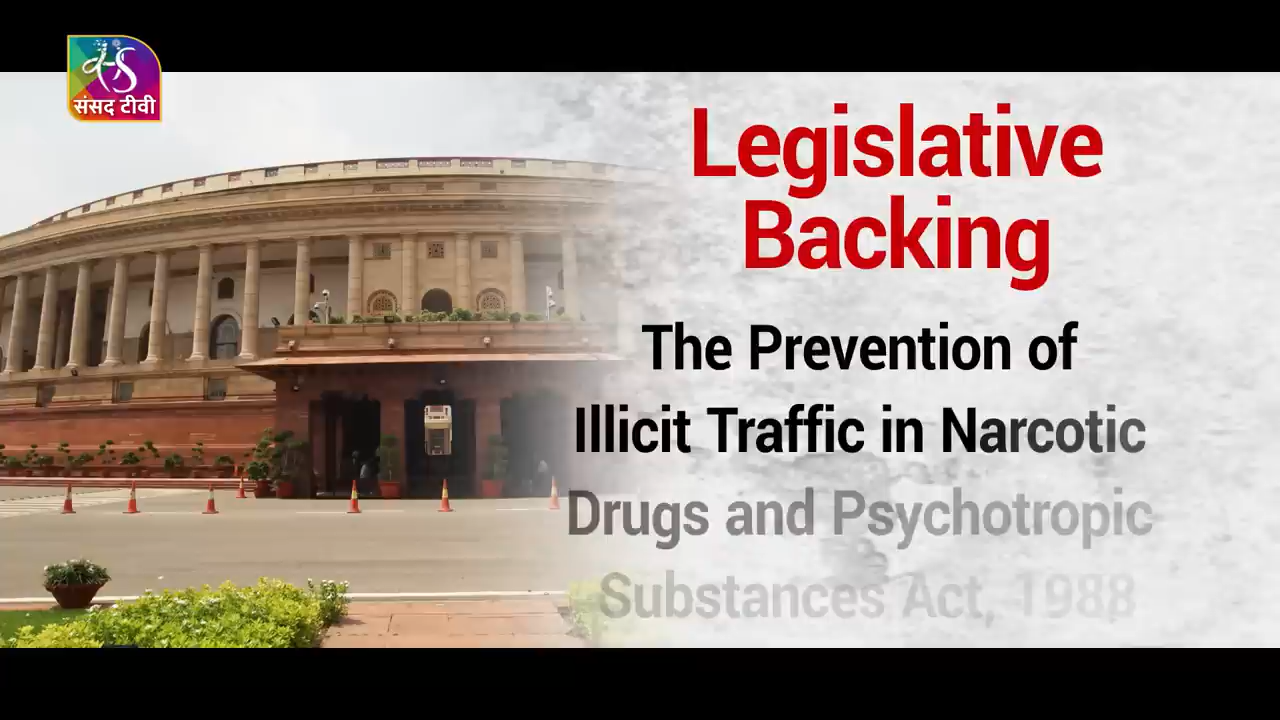 संसद टीवी
Legislative
Backing
The Prevention of
Illicit Traffic in Narcotic
Drugs and Psychotropic
Substances Act, 1988